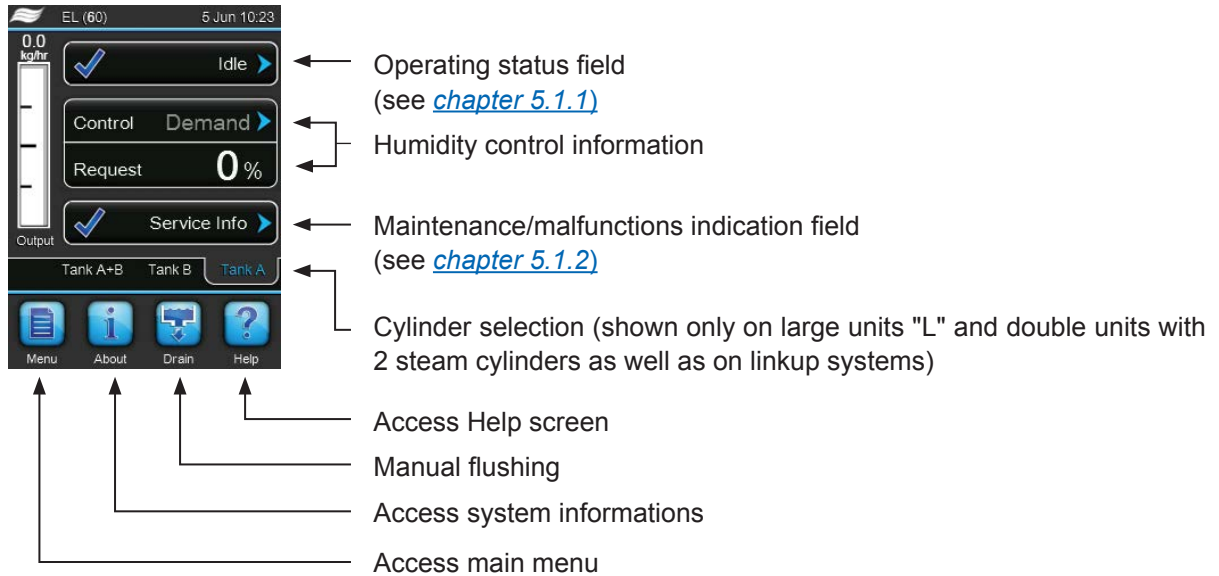 EL (60) 5 Jun 10:23
0.0
kg/hr
Idle
Control Demand
Request 0 %
Service Info
Output
Tank A+B Tank B Tank A
Menu About Drain Help
Operating status field
(see chapter 5.1.1)
Humidity control information
Maintenance/malfunctions indication field
(see chapter 5.1.2)
Cylinder selection (shown only on large units "L" and double units with
2 steam cylinders as well as on linkup systems)
Access Help screen
Manual flushing
Access system informations
Access main menu